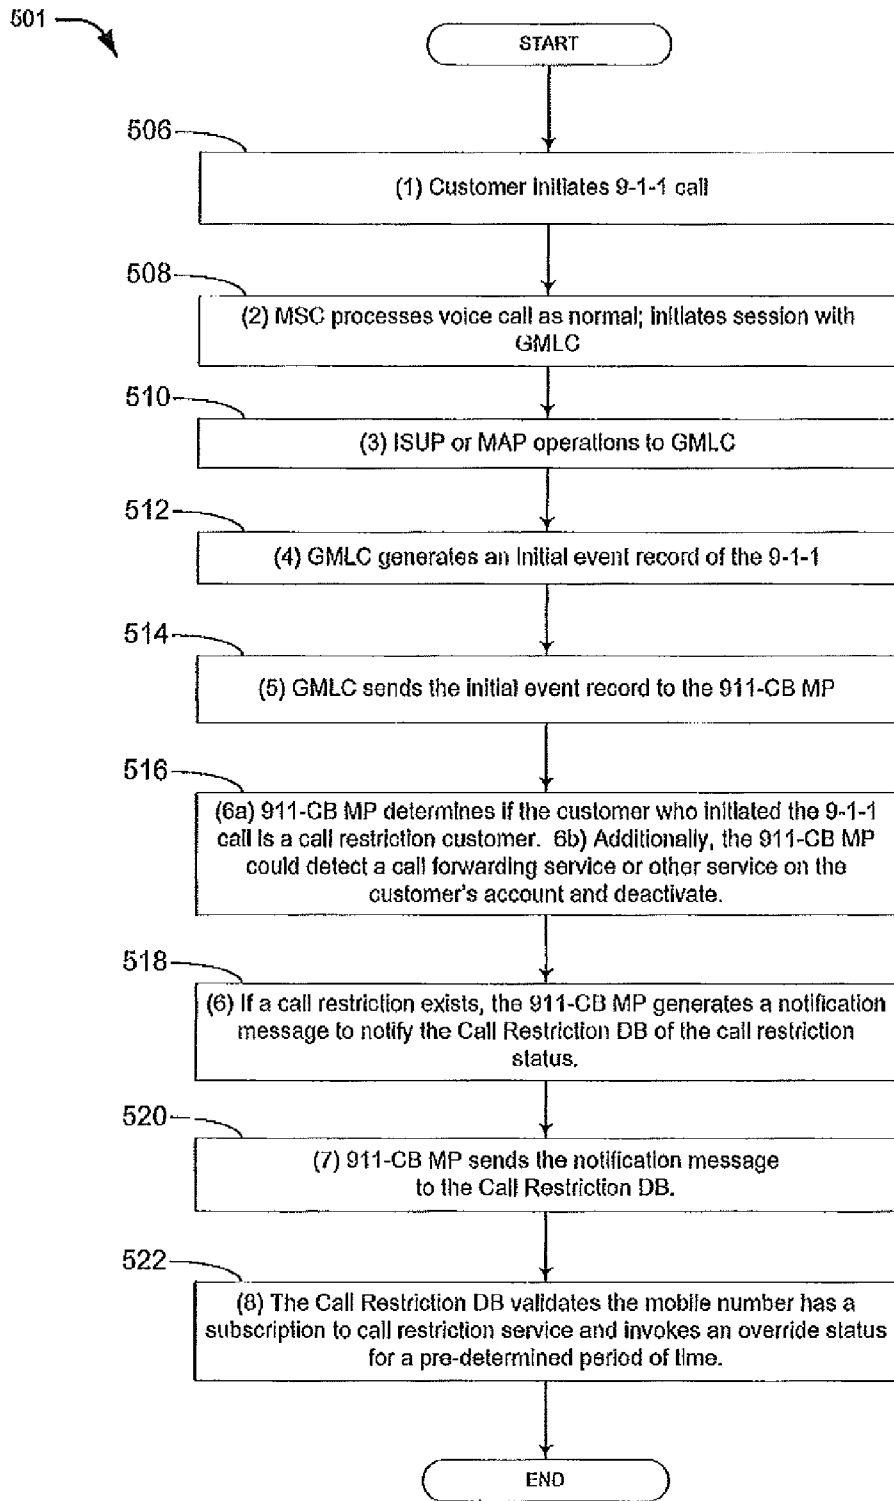 501
START
506
(1) Customer initiates 9-1-1 call
508
(2) MSC processes voice call as normal; initiates session with
GMLC
510
(3) ISUP or MAP operations to GMLC
512
(4) GMLC generates an initial event record of the 9-1-1
514
(5) GMLC sends the initial event record to the 911-CB MP
516
(6a) 911-CB MP determines if the customer who initiated the 9-1-1
call is a call restriction customer. 6b) Additionally, the 911-CB MP
could detect a call forwarding service or other service on the
customer's account and deactivate.
518
(6) If a call restriction exists, the 911-CB MP generates a notification
message to notify the Call Restriction DB of the call restriction
status.
520
(7) 911-CB MP sends the notification message
to the Call Restriction DB.
522
(8) The Call Restriction DB validates the mobile number has a
subscription to call restriction service and invokes an override status
for a pre-determined period of time.
END